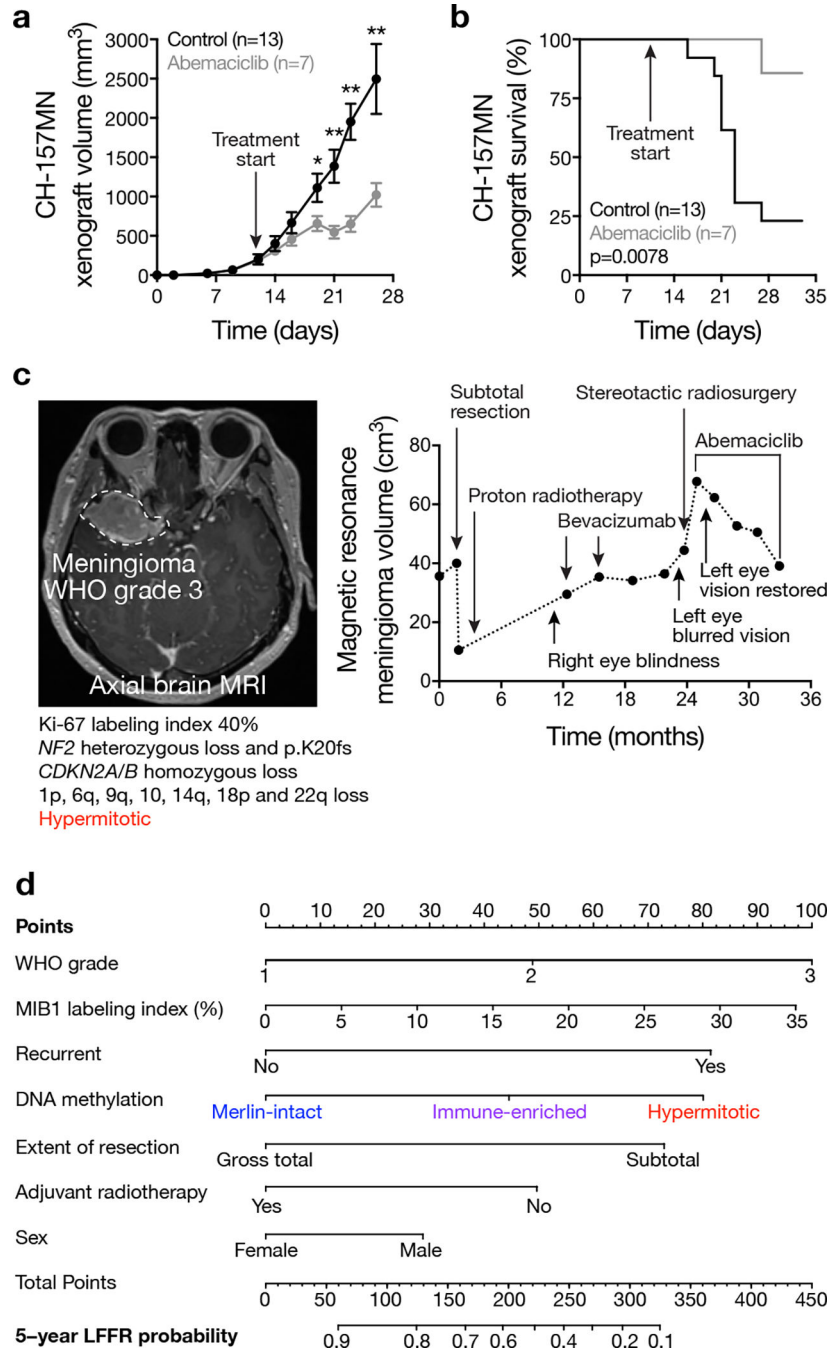 a
CH-157MN
xenograft volume (mm³)
3000
2500
2000
1500
1000
500
0
Control (n=13)
Abemaciclib (n=7)
Treatment
start
*
**
**
**
0 7 14 21 28
Time (days)
b
CH-157MN
xenograft survival (%)
100
75
50
25
0
Treatment
start
Control (n=13)
Abemaciclib (n=7)
p=0.0078
0 7 14 21 28 35
Time (days)
c
Meningioma
WHO grade 3
Axial brain MRI
Ki-67 labeling index 40%
NF2 heterozygous loss and p.K20fs
CDKN2A/B homozygous loss
1p, 6q, 9q, 10, 14q, 18p and 22q loss
Hypermitotic
Magnetic resonance
meningioma volume (cm³)
80
60
40
20
0
Subtotal
resection
Stereotactic radiosurgery
Abemaciclib
Proton radiotherapy
Bevacizumab
Left eye
vision restored
Left eye
blurred vision
Right eye blindness
0 6 12 18 24 30 36
Time (months)
d
Points
0 10 20 30 40 50 60 70 80 90 100
WHO grade
1 2 3
MIB1 labeling index (%)
0 5 10 15 20 25 30 35
Recurrent
No Yes
DNA methylation
Merlin-intact Immune-enriched Hypermitotic
Extent of resection
Gross total Subtotal
Adjuvant radiotherapy
Yes No
Sex
Female Male
Total Points
0 50 100 150 200 250 300 350 400 450
5–year LFFR probability
0.9 0.8 0.7 0.6 0.4 0.2 0.1